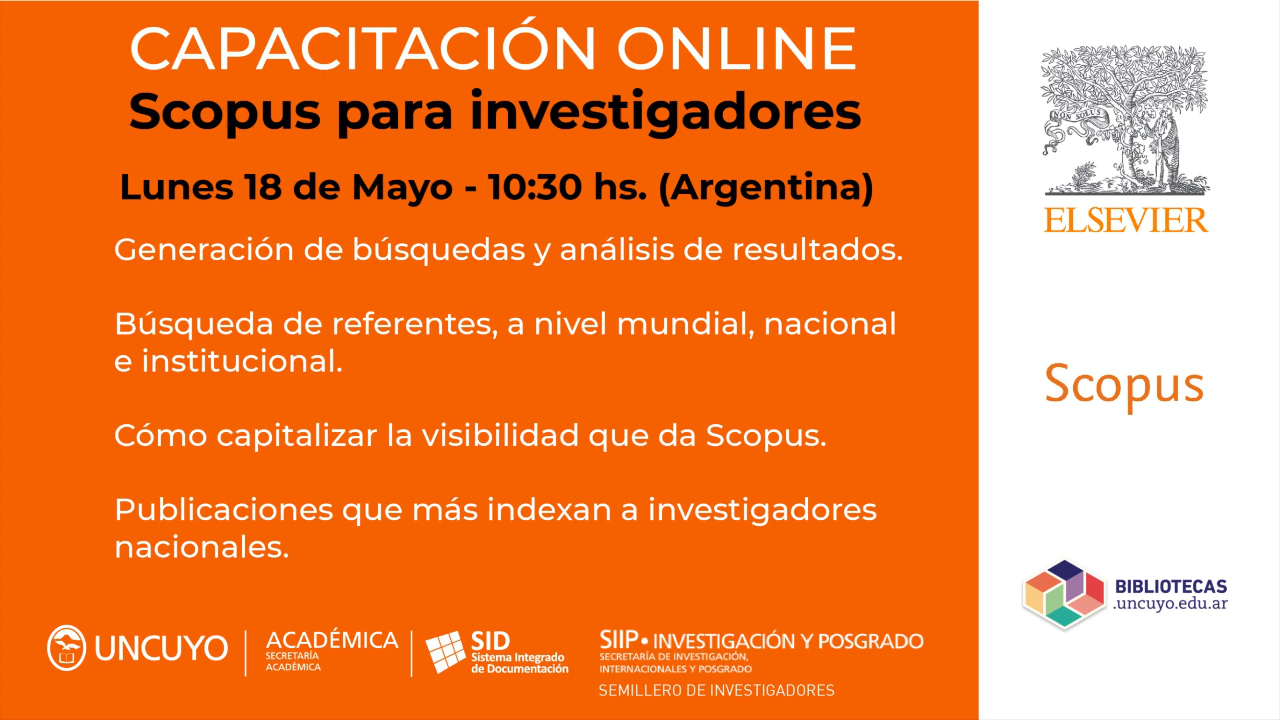 CAPACITACIÓN ONLINE
Scopus para investigadores
Lunes 18 de Mayo - 10:30 hs. (Argentina)
Generación de búsquedas y análisis de resultados.
Búsqueda de referentes, a nivel mundial, nacional
e institucional.
Cómo capitalizar la visibilidad que da Scopus.
Publicaciones que más indexan a investigadores
nacionales.
UNCUYO
ACADÉMICA
SECRETARÍA
ACADÉMICA
SID
Sistema Integrado
de Documentación
SIIP• INVESTIGACIÓN Y POSGRADO
SECRETARÍA DE INVESTIGACIÓN,
INTERNACIONALES Y POSGRADO
SEMILLERO DE INVESTIGADORES
NON SOLUS
ELSEVIER
Scopus
BIBLIOTECAS
.uncuyo.edu.ar